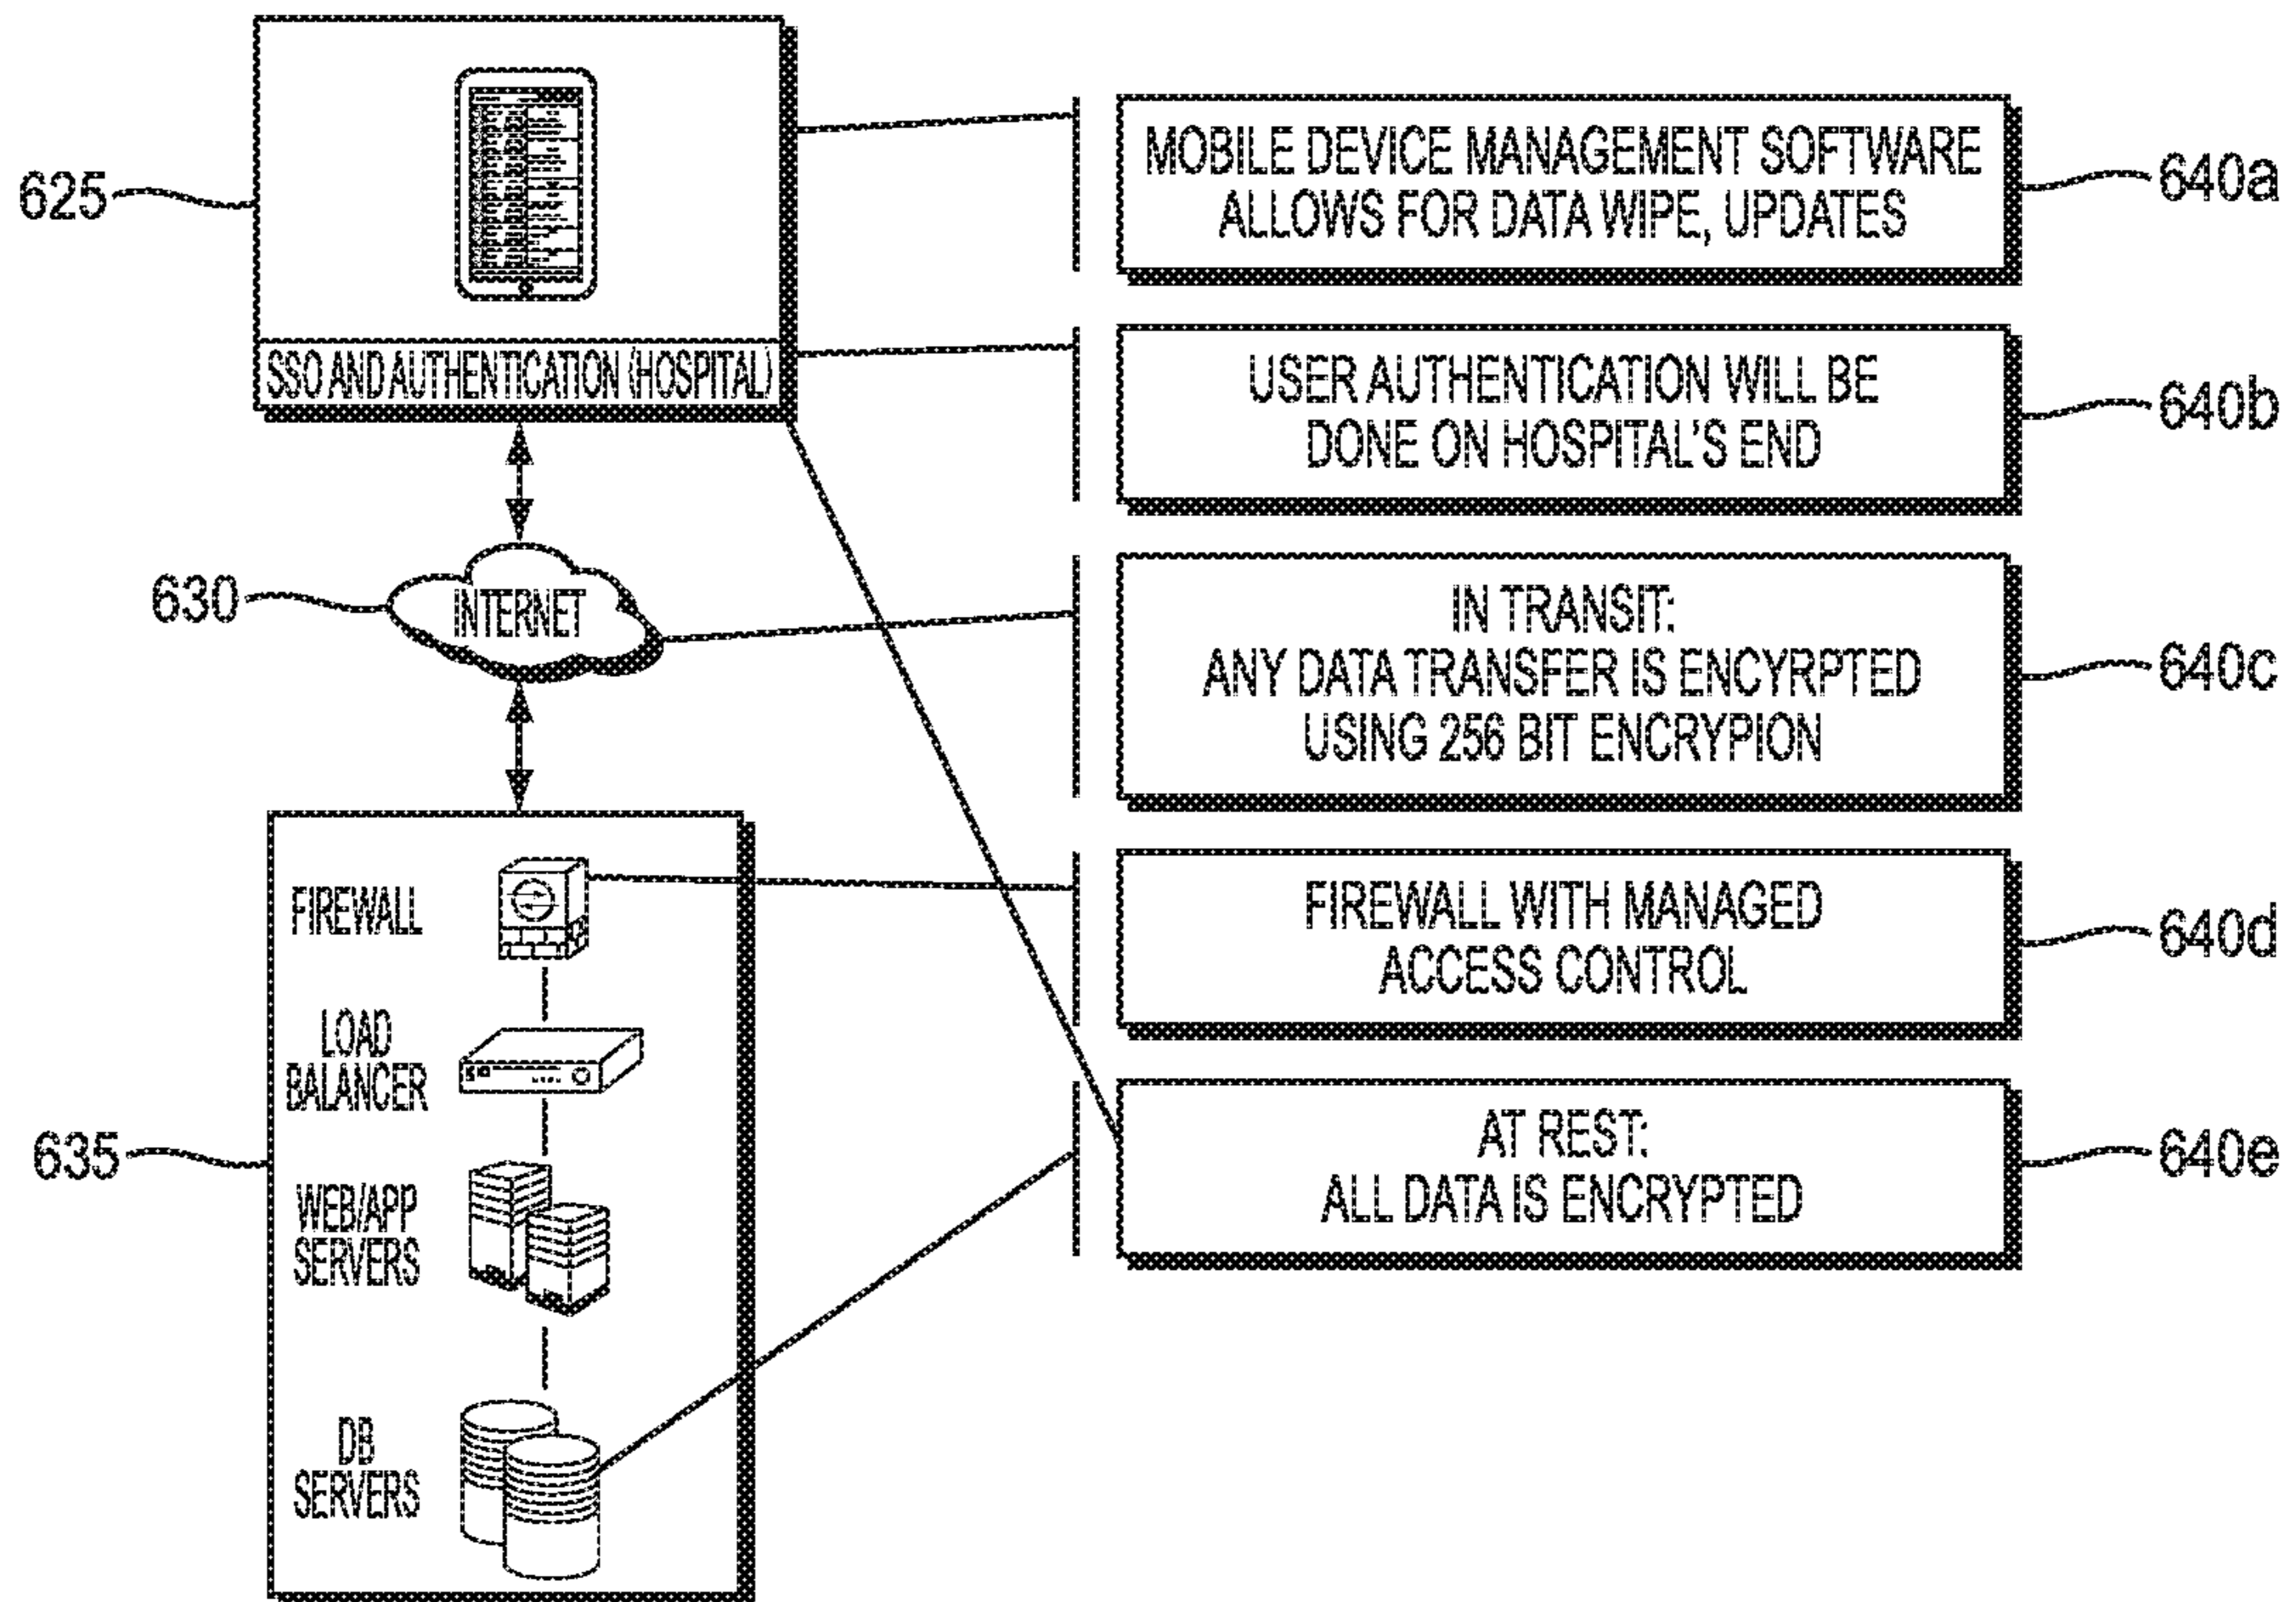 625
SSO AND AUTHENTICATION (HOSPITAL)
630
INTERNET
635
FIREWALL
LOAD
BALANCER
WEB/APP
SERVERS
DB
SERVERS
MOBILE DEVICE MANAGEMENT SOFTWARE
ALLOWS FOR DATA WIPE, UPDATES
640a
USER AUTHENTICATION WILL BE
DONE ON HOSPITAL'S END
640b
IN TRANSIT:
ANY DATA TRANSFER IS ENCYRPTED
USING 256 BIT ENCRYPION
640c
FIREWALL WITH MANAGED
ACCESS CONTROL
640d
AT REST:
ALL DATA IS ENCRYPTED
640e